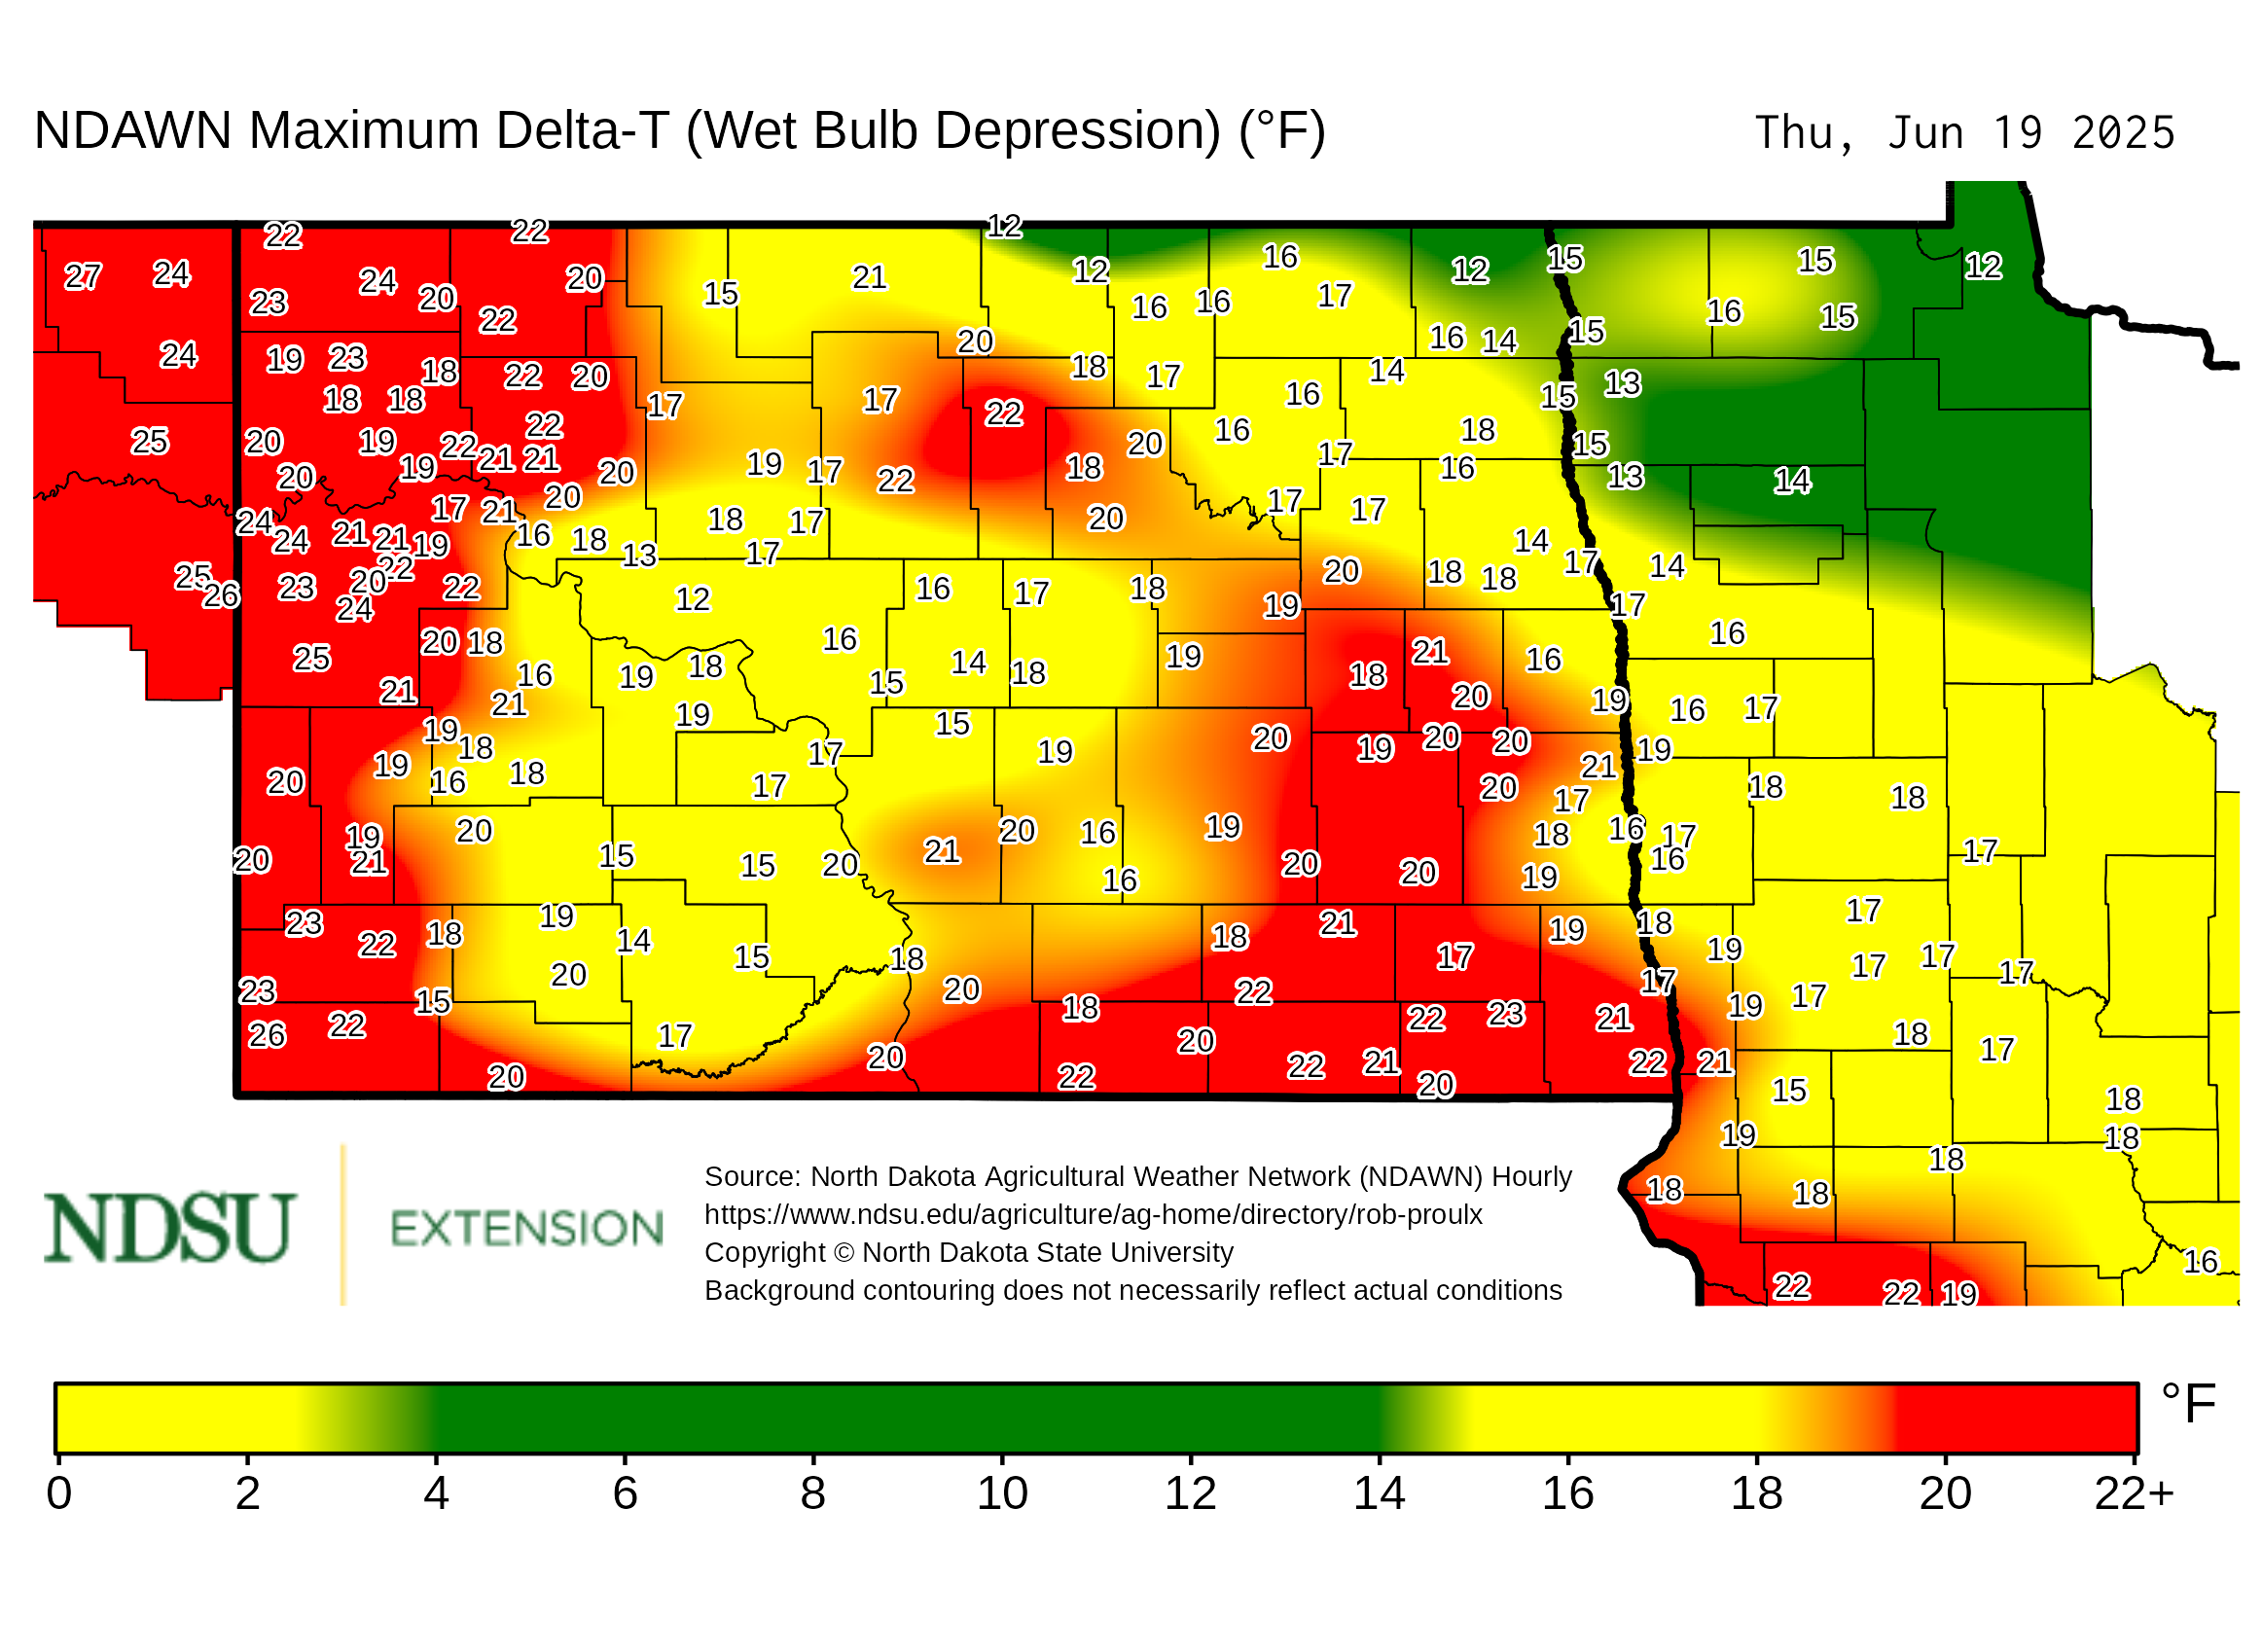 NDAWN Maximum Delta-T (Wet Bulb Depression) (°F)
Thu, Jun 19 2025
22 22 12
27 24 24 20 20 15 21 12 16 12 15 15 12
23 22 16 16 17 16 15
24 19 23 18 22 20 20 18 17 16 14 14 15
18 18 17 17 22 16 15 13
25 20 19 22 22 21 21 20 19 17 22 18 20 16 17 18 16 15 13 14
20 19 20
24 24 17 21 21 21 19 16 18 13 18 17 17 20 17 17 14
25 26 23 20 22 24 22 12 16 17 18 19 20 18 18 17 14 17
25 20 18 16 19 18 16 15 14 18 19 18 21 16 16
21 21 19 15 20 20 19 16 17
19 18 19 16 18 17 17 19 20 19 20 20 21 19
20 20 17 18 18
20 19 21 20 15 15 20 21 20 16 16 19 20 20 18 19 16 17 16 17
23 22 18 19 14 15 18 18 21 17 19 18 19 17 17 17 17
23 15 20 20 22 17 19 17
26 22 17 20 18 20 22 23 21 18 17
20 22 22 21 20 22 21 15 18
19 18 18
18 18
22 22 19 16
NDSU
EXTENSION
Source: North Dakota Agricultural Weather Network (NDAWN) Hourly
https://www.ndsu.edu/agriculture/ag-home/directory/rob-proulx
Copyright © North Dakota State University
Background contouring does not necessarily reflect actual conditions
°F
0 2 4 6 8 10 12 14 16 18 20 22+